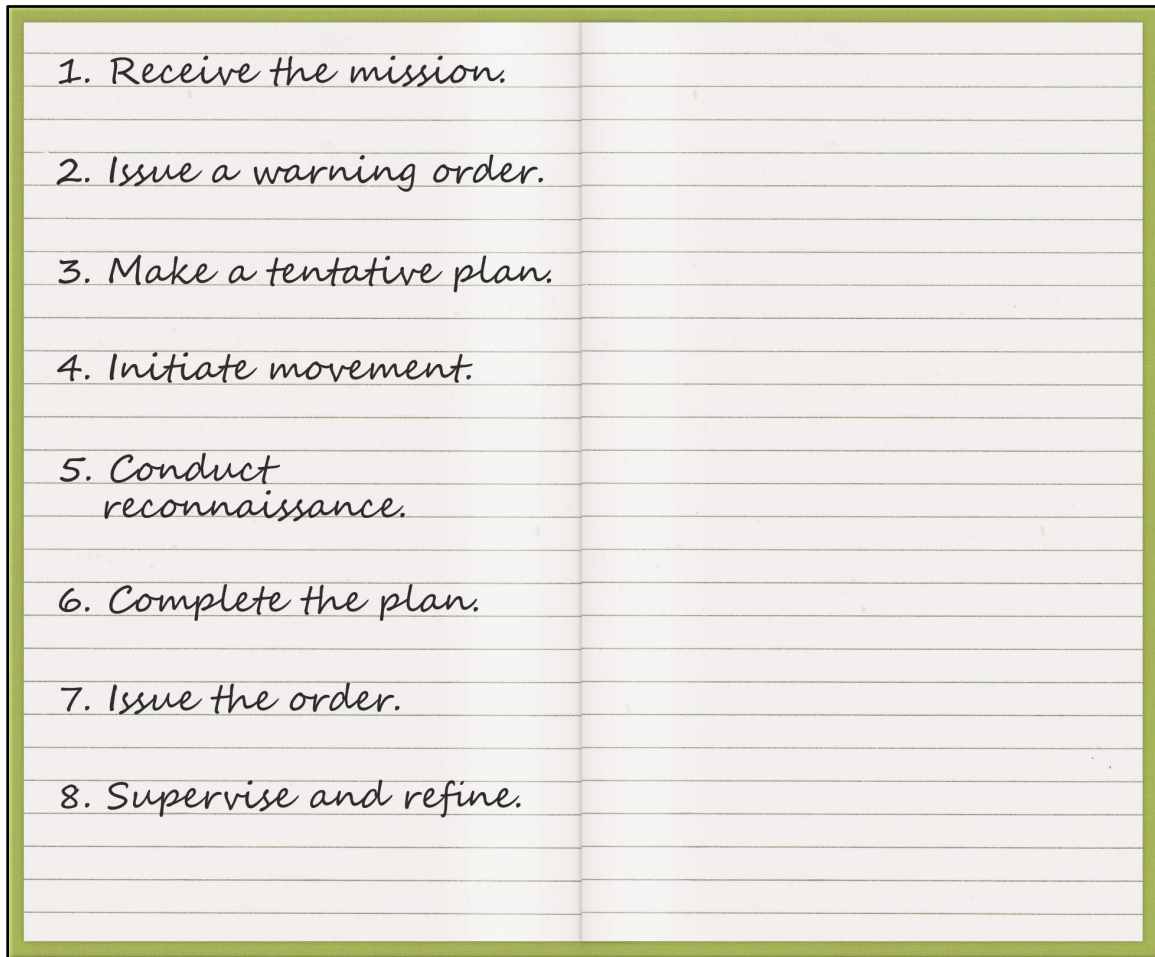 1. Receive the mission.
2. Issue a warning order.
3. Make a tentative plan.
4. Initiate movement.
5. Conduct
reconnaissance.
6. Complete the plan.
7. Issue the order.
8. Supervise and refine.